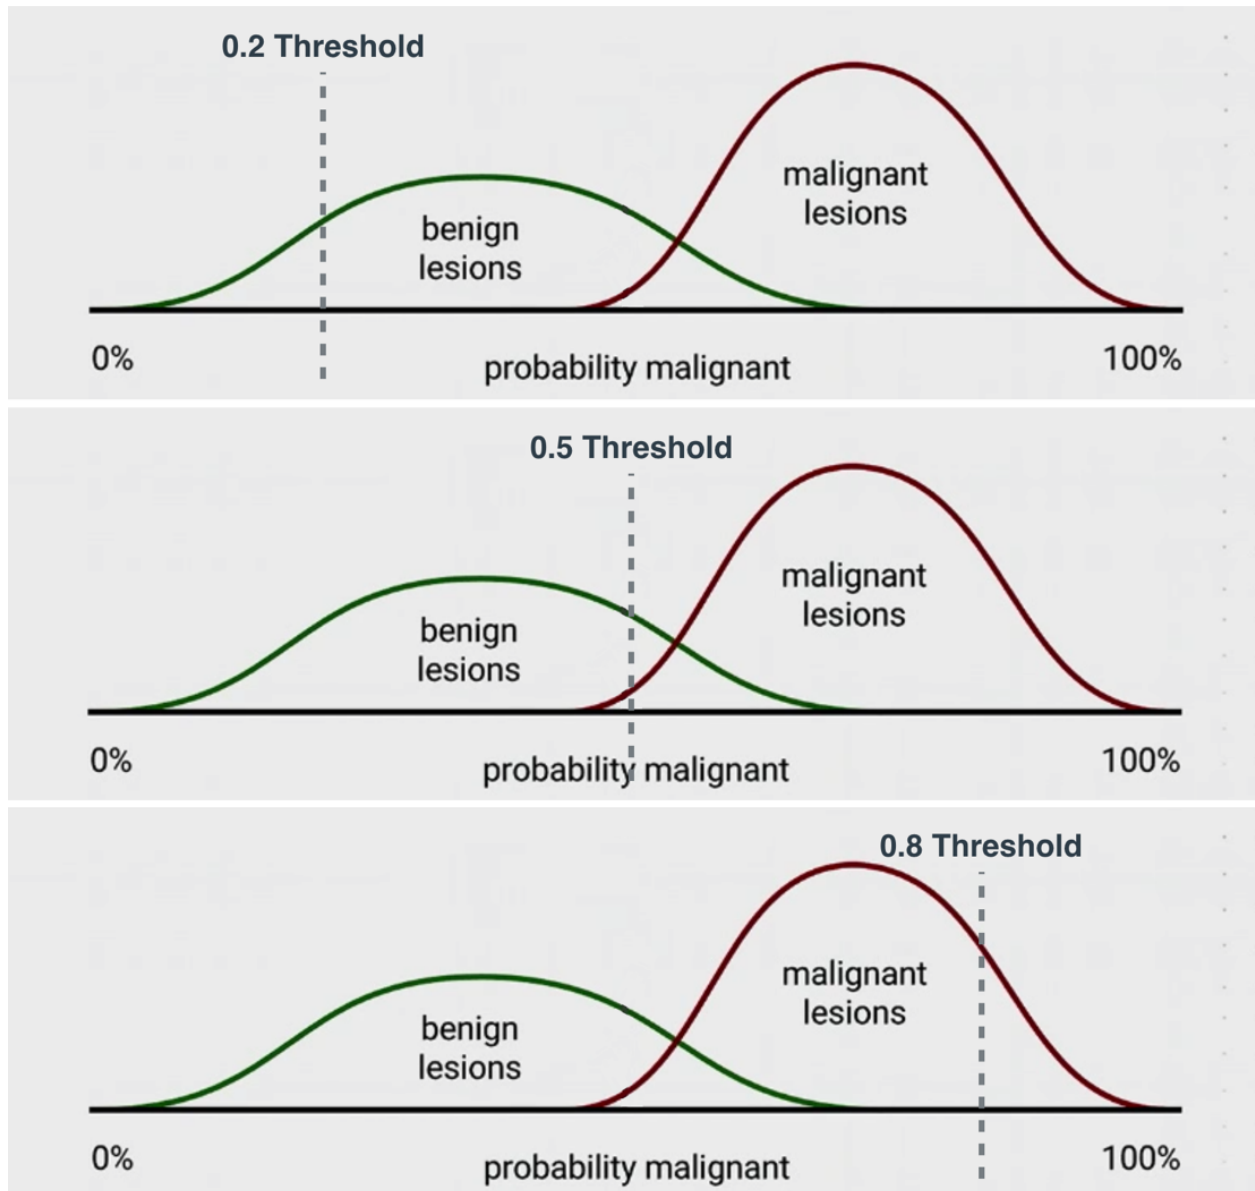 0.2 Threshold
malignant
lesions
benign
lesions
0%
100%
probability malignant
0.5 Threshold
malignant
lesions
benign
lesions
0%
100%
probability malignant
0.8 Threshold
malignant
lesions
benign
lesions
0%
100%
probability malignant